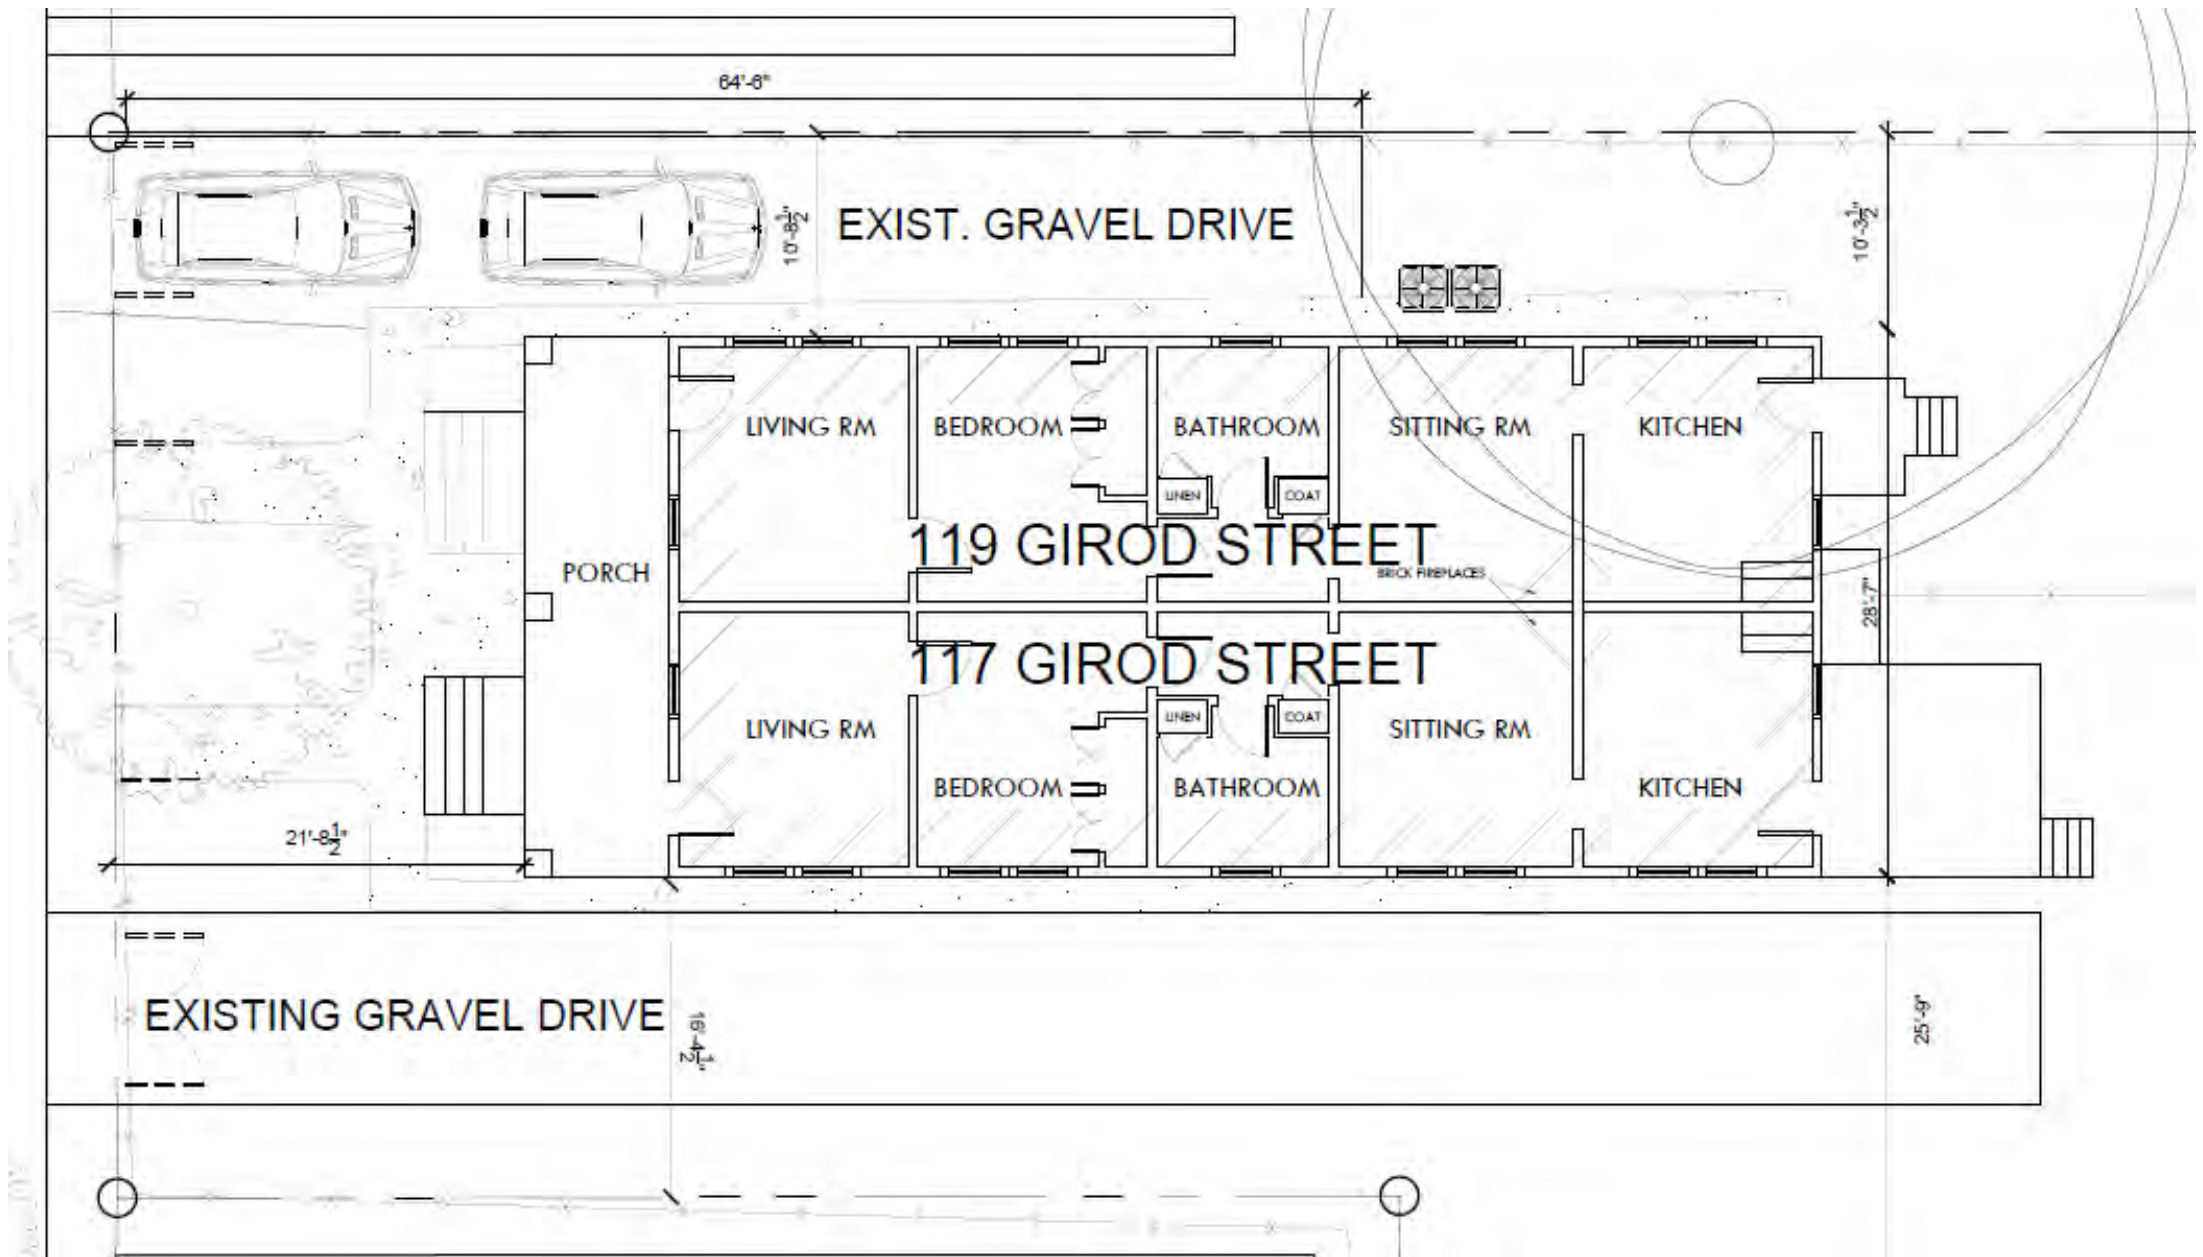 64'-6"
10'-8½"
EXIST. GRAVEL DRIVE
10'-3½"
LIVING RM
BEDROOM
BATHROOM
SITTING RM
KITCHEN
LINEN
COAT
119 GIROD STREET
PORCH
BRICK FIREPLACES
28'-7"
117 GIROD STREET
LINEN
COAT
LIVING RM
SITTING RM
BEDROOM
BATHROOM
KITCHEN
21'-8½"
EXISTING GRAVEL DRIVE
16'-4½"
25'-9"